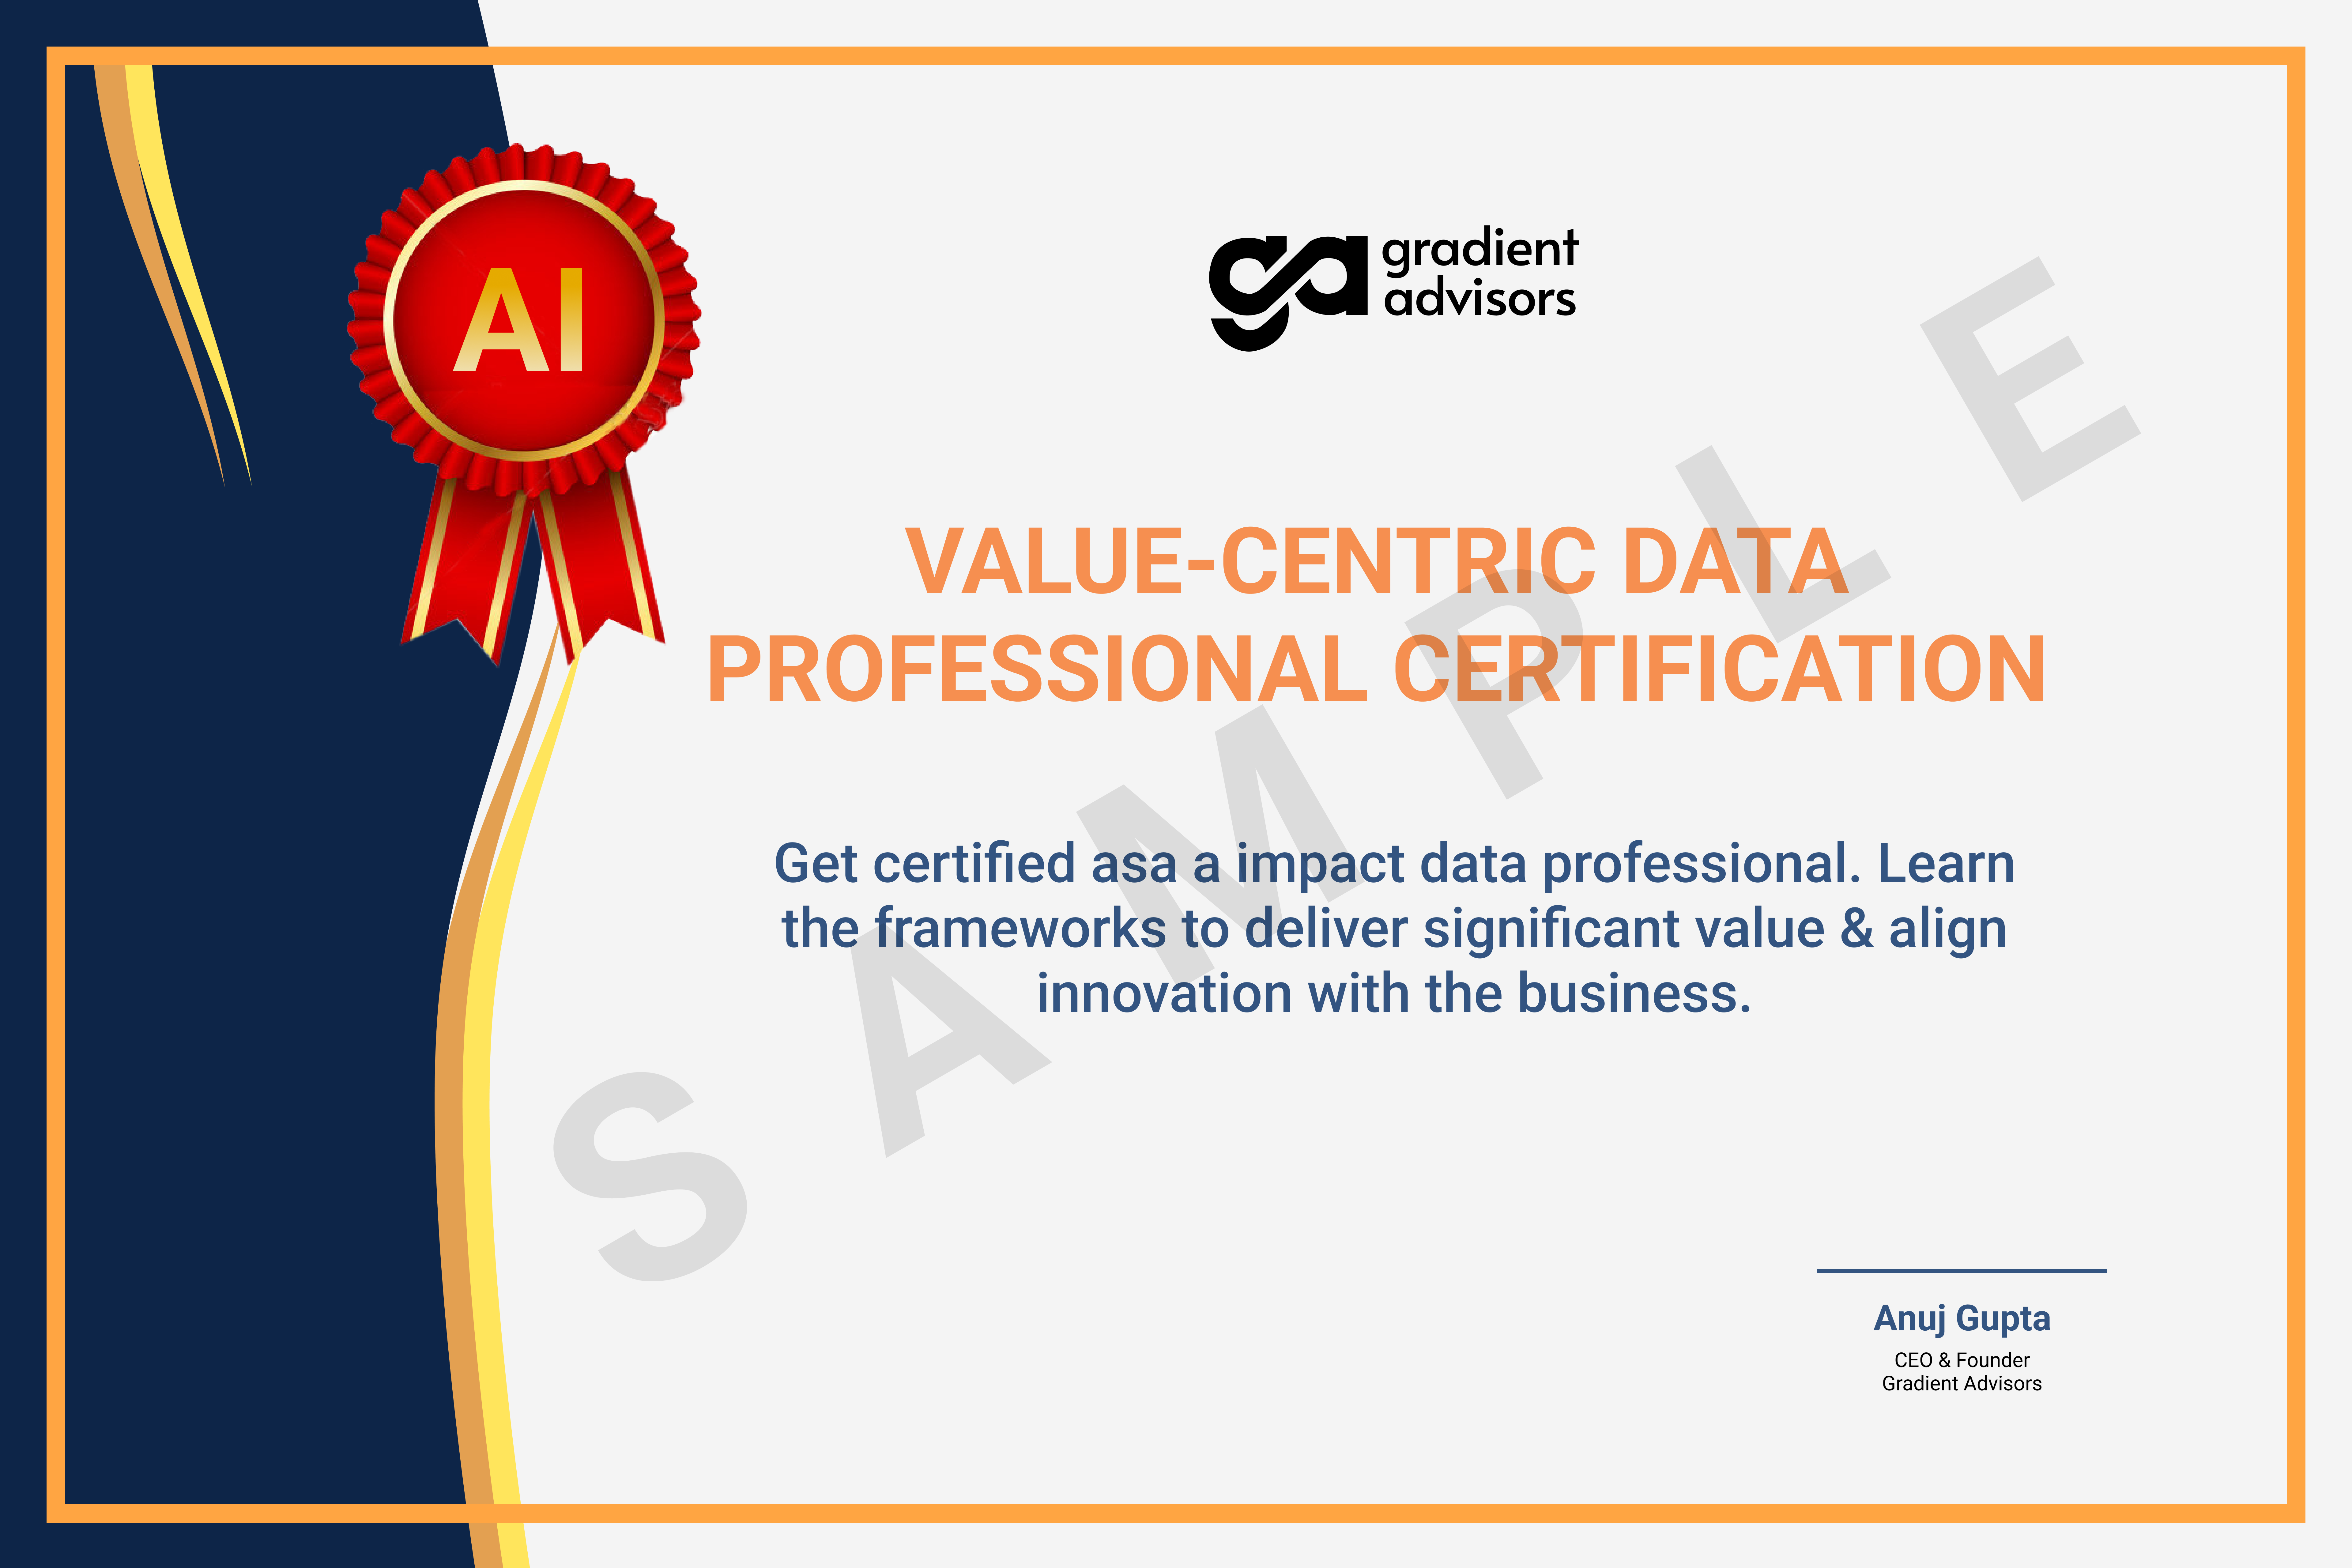 AI
gradient
advisors
VALUE-CENTRIC DATA
PROFESSIONAL CERTIFICATION
Get certified asa a impact data professional. Learn
the frameworks to deliver significant value & align
innovation with the business.
SAMPLE
Anuj Gupta
CEO & Founder
Gradient Advisors